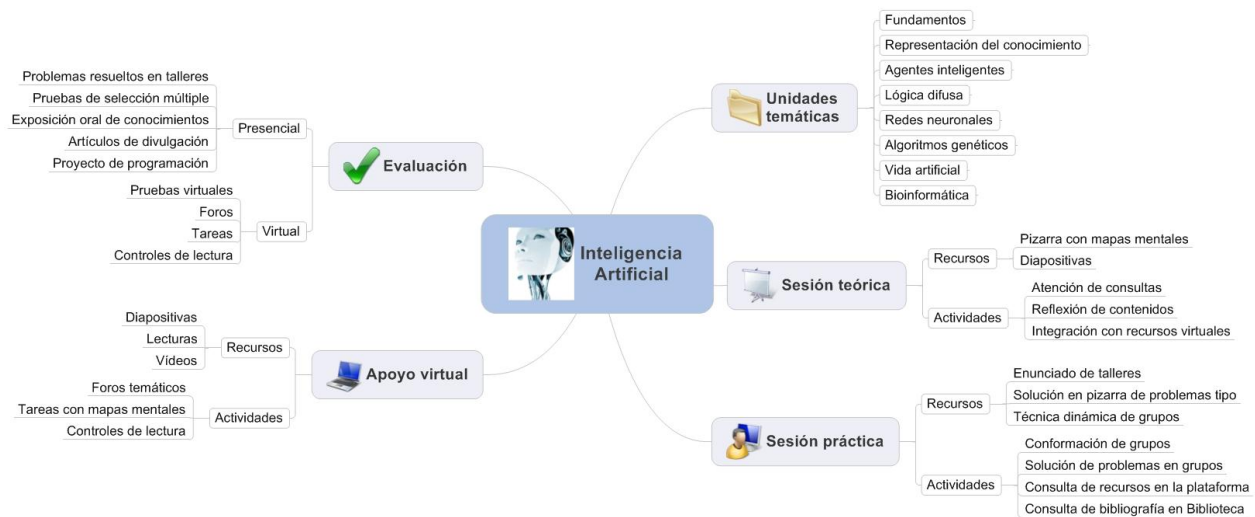 Inteligencia
Artificial
Unidades
temáticas
Fundamentos
Representación del conocimiento
Agentes inteligentes
Lógica difusa
Redes neuronales
Algoritmos genéticos
Vida artificial
Bioinformática
Sesión teórica
Recursos
Pizarra con mapas mentales
Diapositivas
Actividades
Atención de consultas
Reflexión de contenidos
Integración con recursos virtuales
Sesión práctica
Recursos
Enunciado de talleres
Solución en pizarra de problemas tipo
Técnica dinámica de grupos
Actividades
Conformación de grupos
Solución de problemas en grupos
Consulta de recursos en la plataforma
Consulta de bibliografía en Biblioteca
Evaluación
Presencial
Problemas resueltos en talleres
Pruebas de selección múltiple
Exposición oral de conocimientos
Artículos de divulgación
Proyecto de programación
Virtual
Pruebas virtuales
Foros
Tareas
Controles de lectura
Apoyo virtual
Recursos
Diapositivas
Lecturas
Vídeos
Actividades
Foros temáticos
Tareas con mapas mentales
Controles de lectura